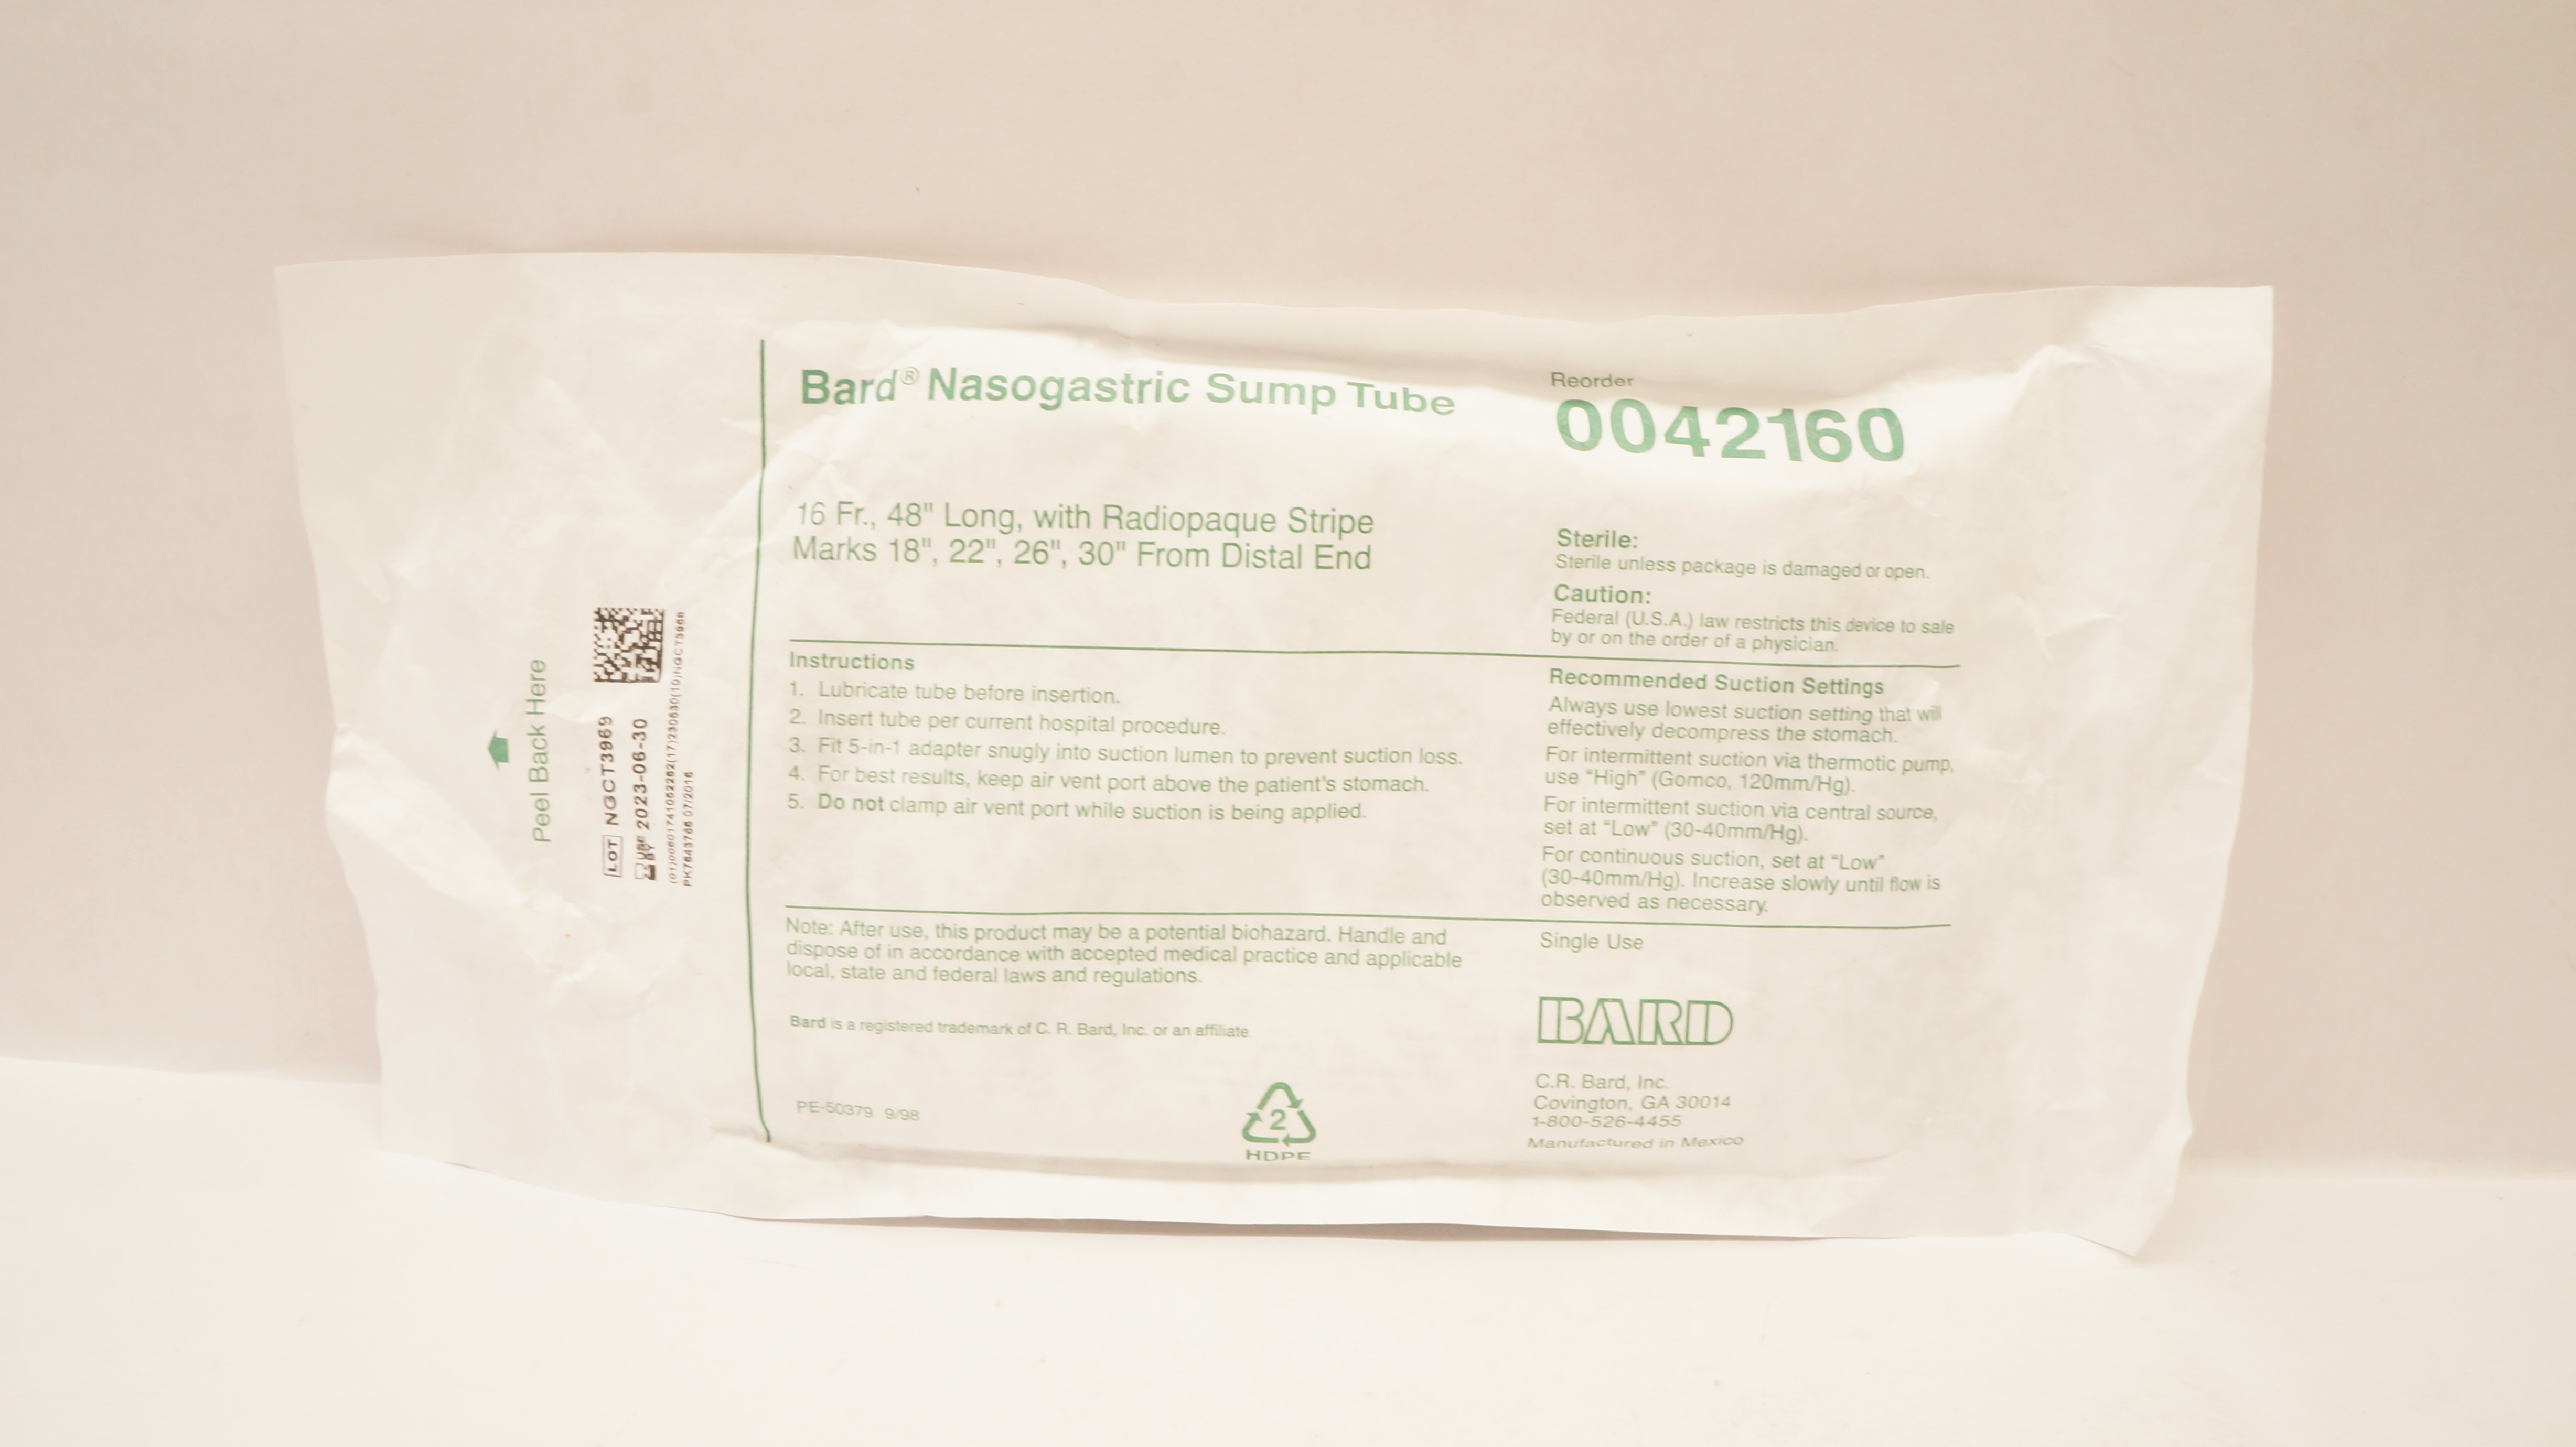 Bard® Nasogastric Sump Tube
Reorder
0042160
16 Fr., 48" Long, with Radiopaque Stripe
Marks 18", 22", 26", 30" From Distal End
Sterile:
Sterile unless package is damaged or open.
Caution:
Federal (U.S.A.) law restricts this device to sale
by or on the order of a physician.
Instructions
1. Lubricate tube before insertion.
2. Insert tube per current hospital procedure.
3. Fit 5-in-1 adapter snugly into suction lumen to prevent suction loss.
4. For best results, keep air vent port above the patient's stomach.
5. Do not clamp air vent port while suction is being applied.
Recommended Suction Settings
Always use lowest suction setting that will
effectively decompress the stomach.
For intermittent suction via thermotic pump,
use “High” (Gomco, 120mm/Hg).
For intermittent suction via central source,
set at “Low” (30-40mm/Hg).
For continuous suction, set at “Low”
(30-40mm/Hg). Increase slowly until flow is
observed as necessary.
Note: After use, this product may be a potential biohazard. Handle and
dispose of in accordance with accepted medical practice and applicable
local, state and federal laws and regulations.
Single Use
Bard is a registered trademark of C. R. Bard, Inc. or an affiliate
BARD
C.R. Bard, Inc.
Covington, GA 30014
1-800-526-4455
Manufactured in Mexico
PE-50379 9/98
2
HDPE
Peel Back Here
LOT NGCT3969
USE BY 2023-06-30
PK7643766 07/2016